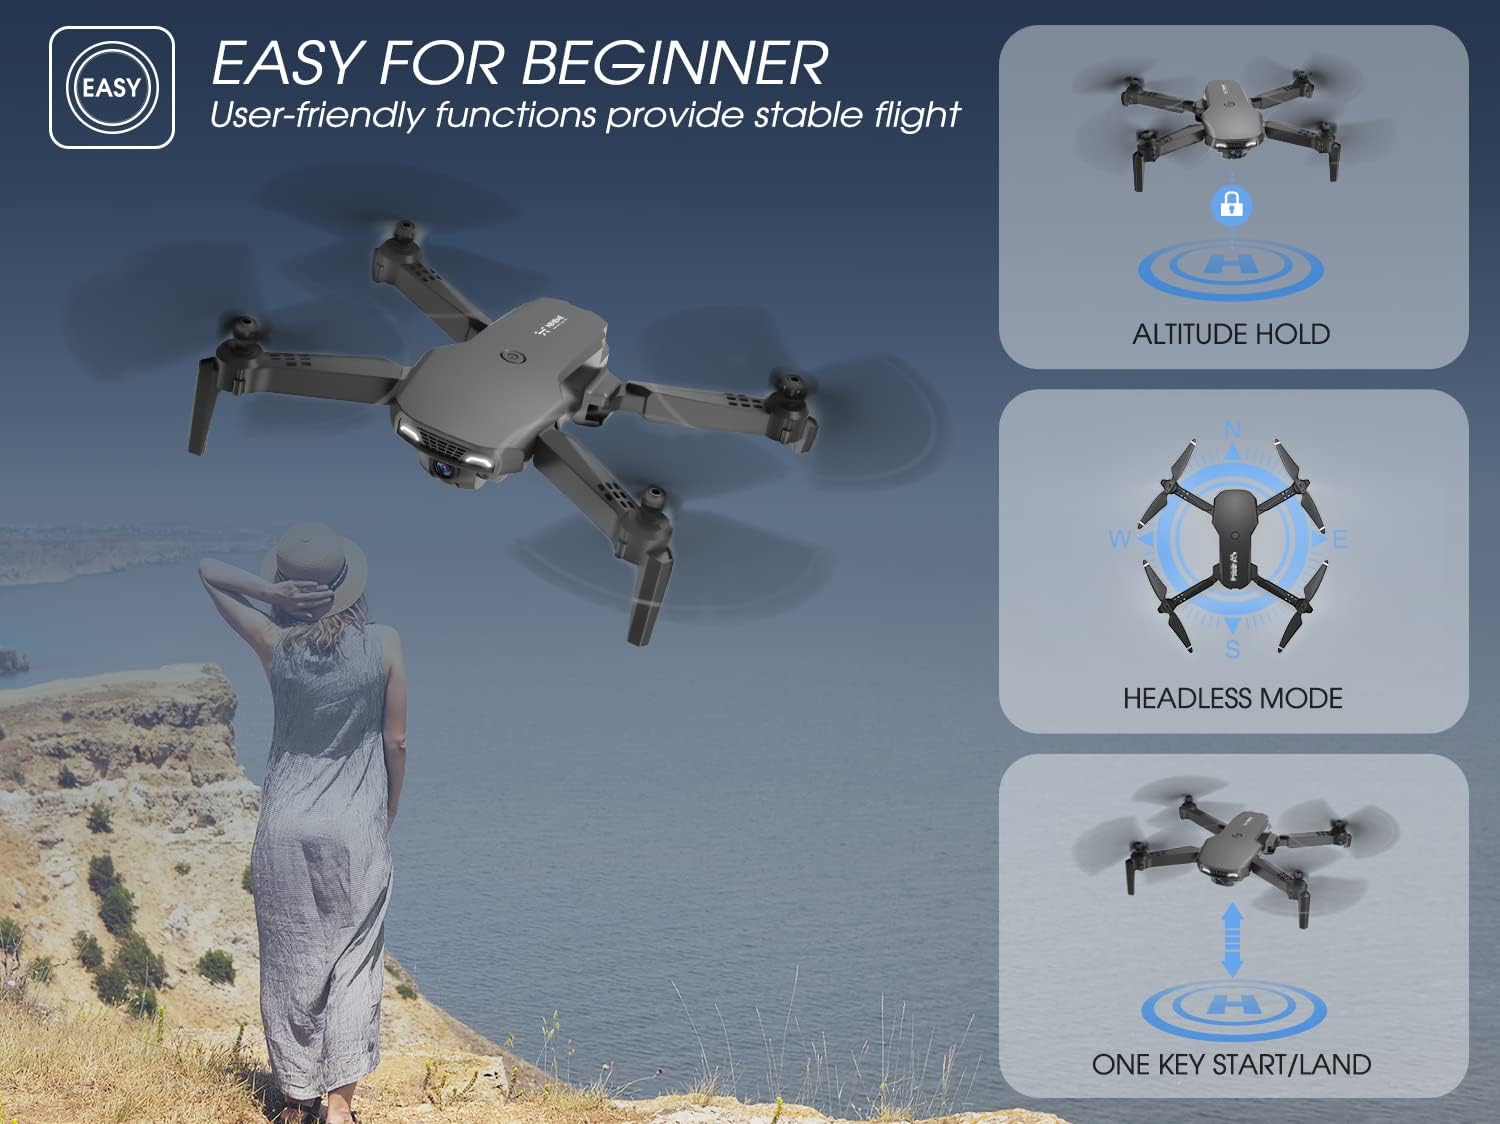 EASY
EASY FOR BEGINNER
User-friendly functions provide stable flight
H
ALTITUDE HOLD
N
W
E
S
HEADLESS MODE
H
ONE KEY START/LAND